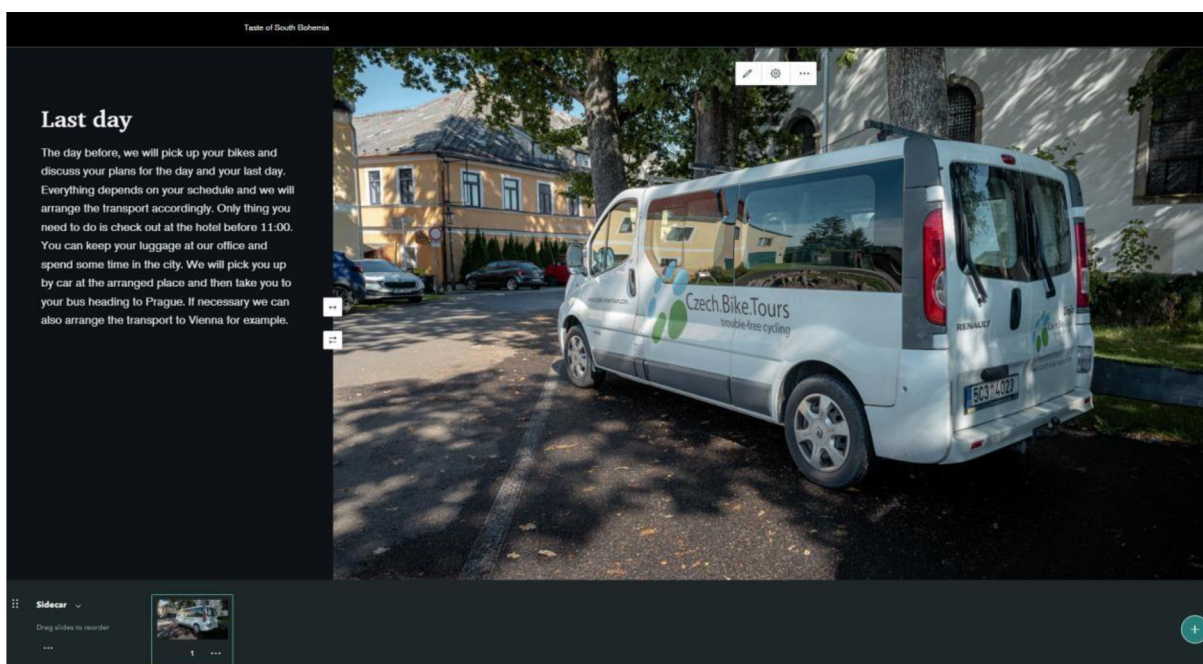 Taste of South Bohemia
Last day
The day before, we will pick up your bikes and
discuss your plans for the day and your last day.
Everything depends on your schedule and we will
arrange the transport accordingly. Only thing you
need to do is check out at the hotel before 11:00.
You can keep your luggage at our office and
spend some time in the city. We will pick you up
by car at the arranged place and then take you to
your bus heading to Prague. If necessary we can
also arrange the transport to Vienna for example.
Czech.Bike.Tours
trouble-free cycling
RENAULT
5C3 4023
Sidecar
Drag slides to reorder
1